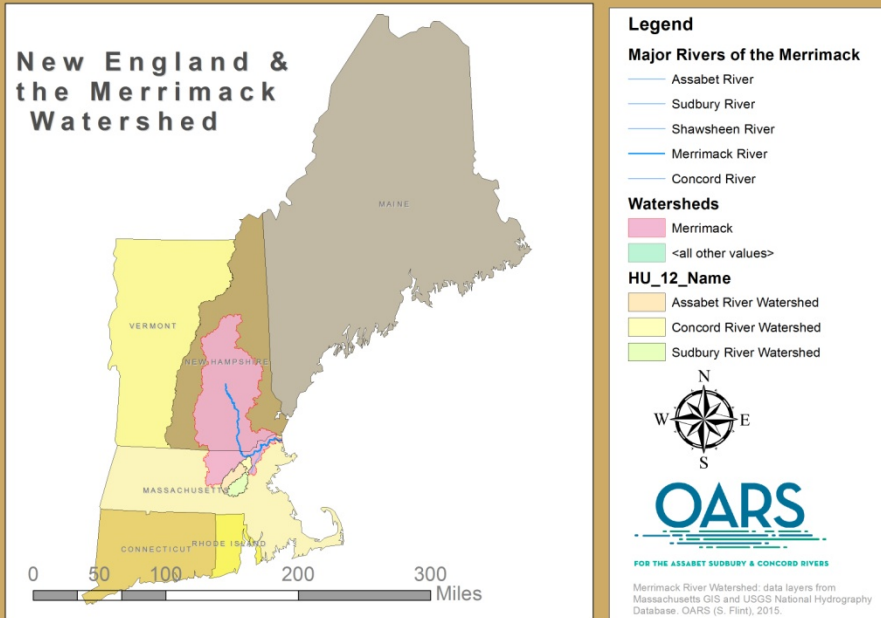 New England &
the Merrimack
Watershed
MAINE
VERMONT
NEW HAMPSHIRE
MASSACHUSETTS
CONNECTICUT
RHODE ISLAND
0 50 100 200 300
Miles
Legend
Major Rivers of the Merrimack
Assabet River
Sudbury River
Shawsheen River
Merrimack River
Concord River
Watersheds
Merrimack
<all other values>
HU_12_Name
Assabet River Watershed
Concord River Watershed
Sudbury River Watershed
N
W E
S
OARS
FOR THE ASSABET SUDBURY & CONCORD RIVERS
Merrimack River Watershed: data layers from
Massachusetts GIS and USGS National Hydrography
Database. OARS (S. Flint), 2015.